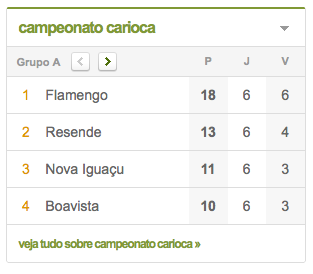 campeonato carioca
Grupo A P J V
1 Flamengo 18 6 6
2 Resende 13 6 4
3 Nova Iguaçu 11 6 3
4 Boavista 10 6 3
veja tudo sobre campeonato carioca »